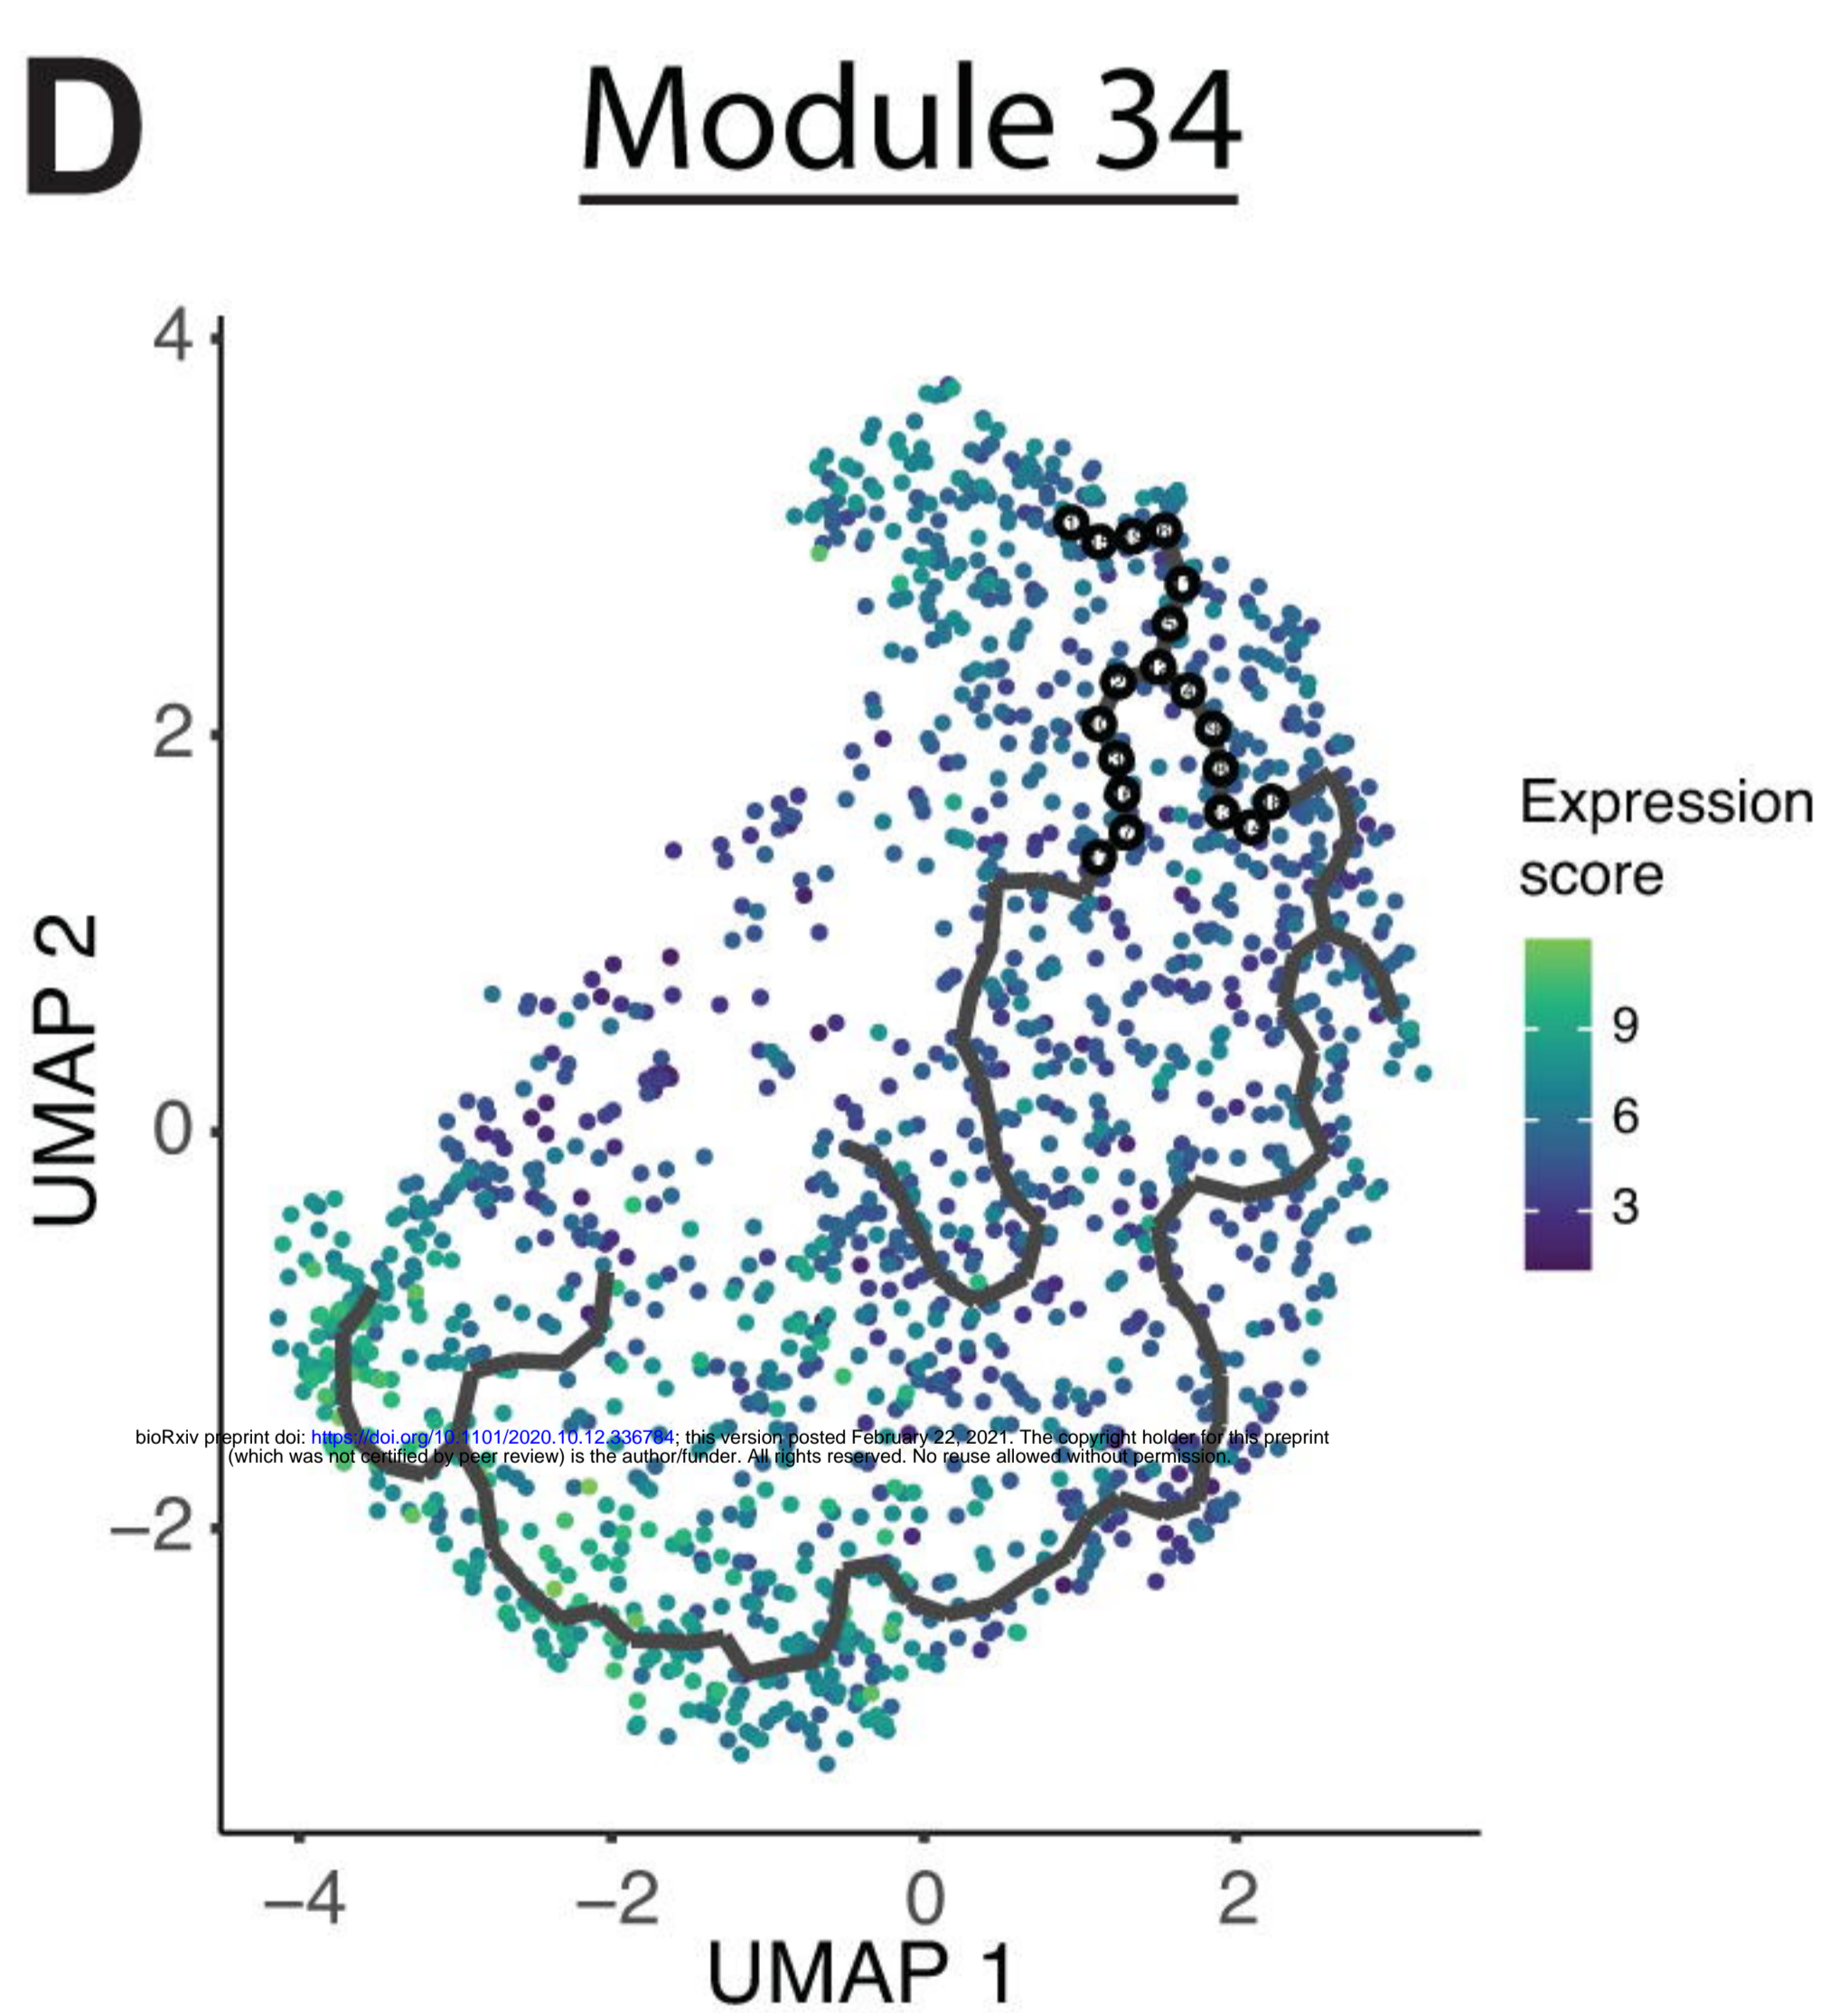 D
Module 34
4
2
0
−2
UMAP 2
Expression
score
9
6
3
bioRxiv preprint doi: https://doi.org/10.1101/2020.10.12.336784; this version posted February 22, 2021. The copyright holder for this preprint
(which was not certified by peer review) is the author/funder. All rights reserved. No reuse allowed without permission.
−4 −2 0 2
UMAP 1